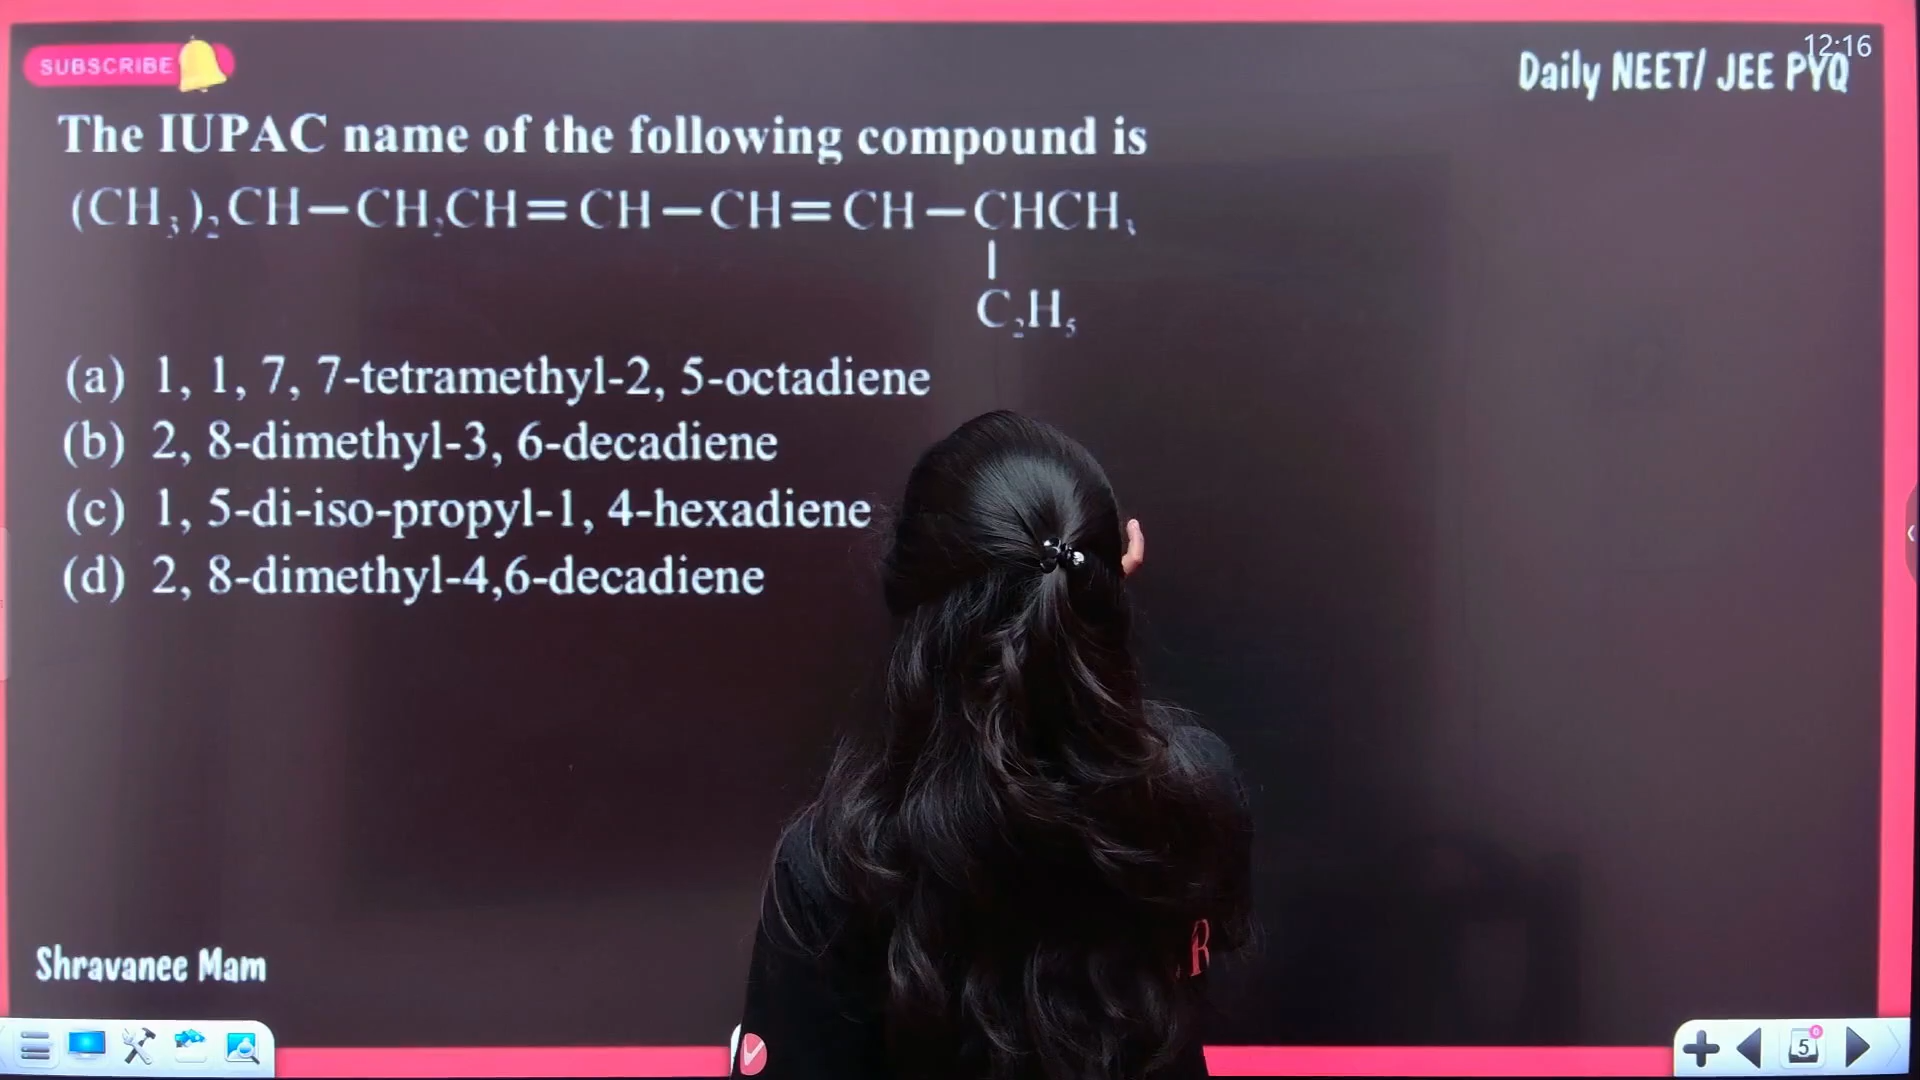 SUBSCRIBE
12:16
Daily NEET/ JEE PYQ
The IUPAC name of the following compound is
(CH₃)₂CH−CH₂CH=CH−CH=CH−CHCH₃
|
C₂H₅
(a) 1, 1, 7, 7-tetramethyl-2, 5-octadiene
(b) 2, 8-dimethyl-3, 6-decadiene
(c) 1, 5-di-iso-propyl-1, 4-hexadiene
(d) 2, 8-dimethyl-4,6-decadiene
R
Shravanee Mam
0
5